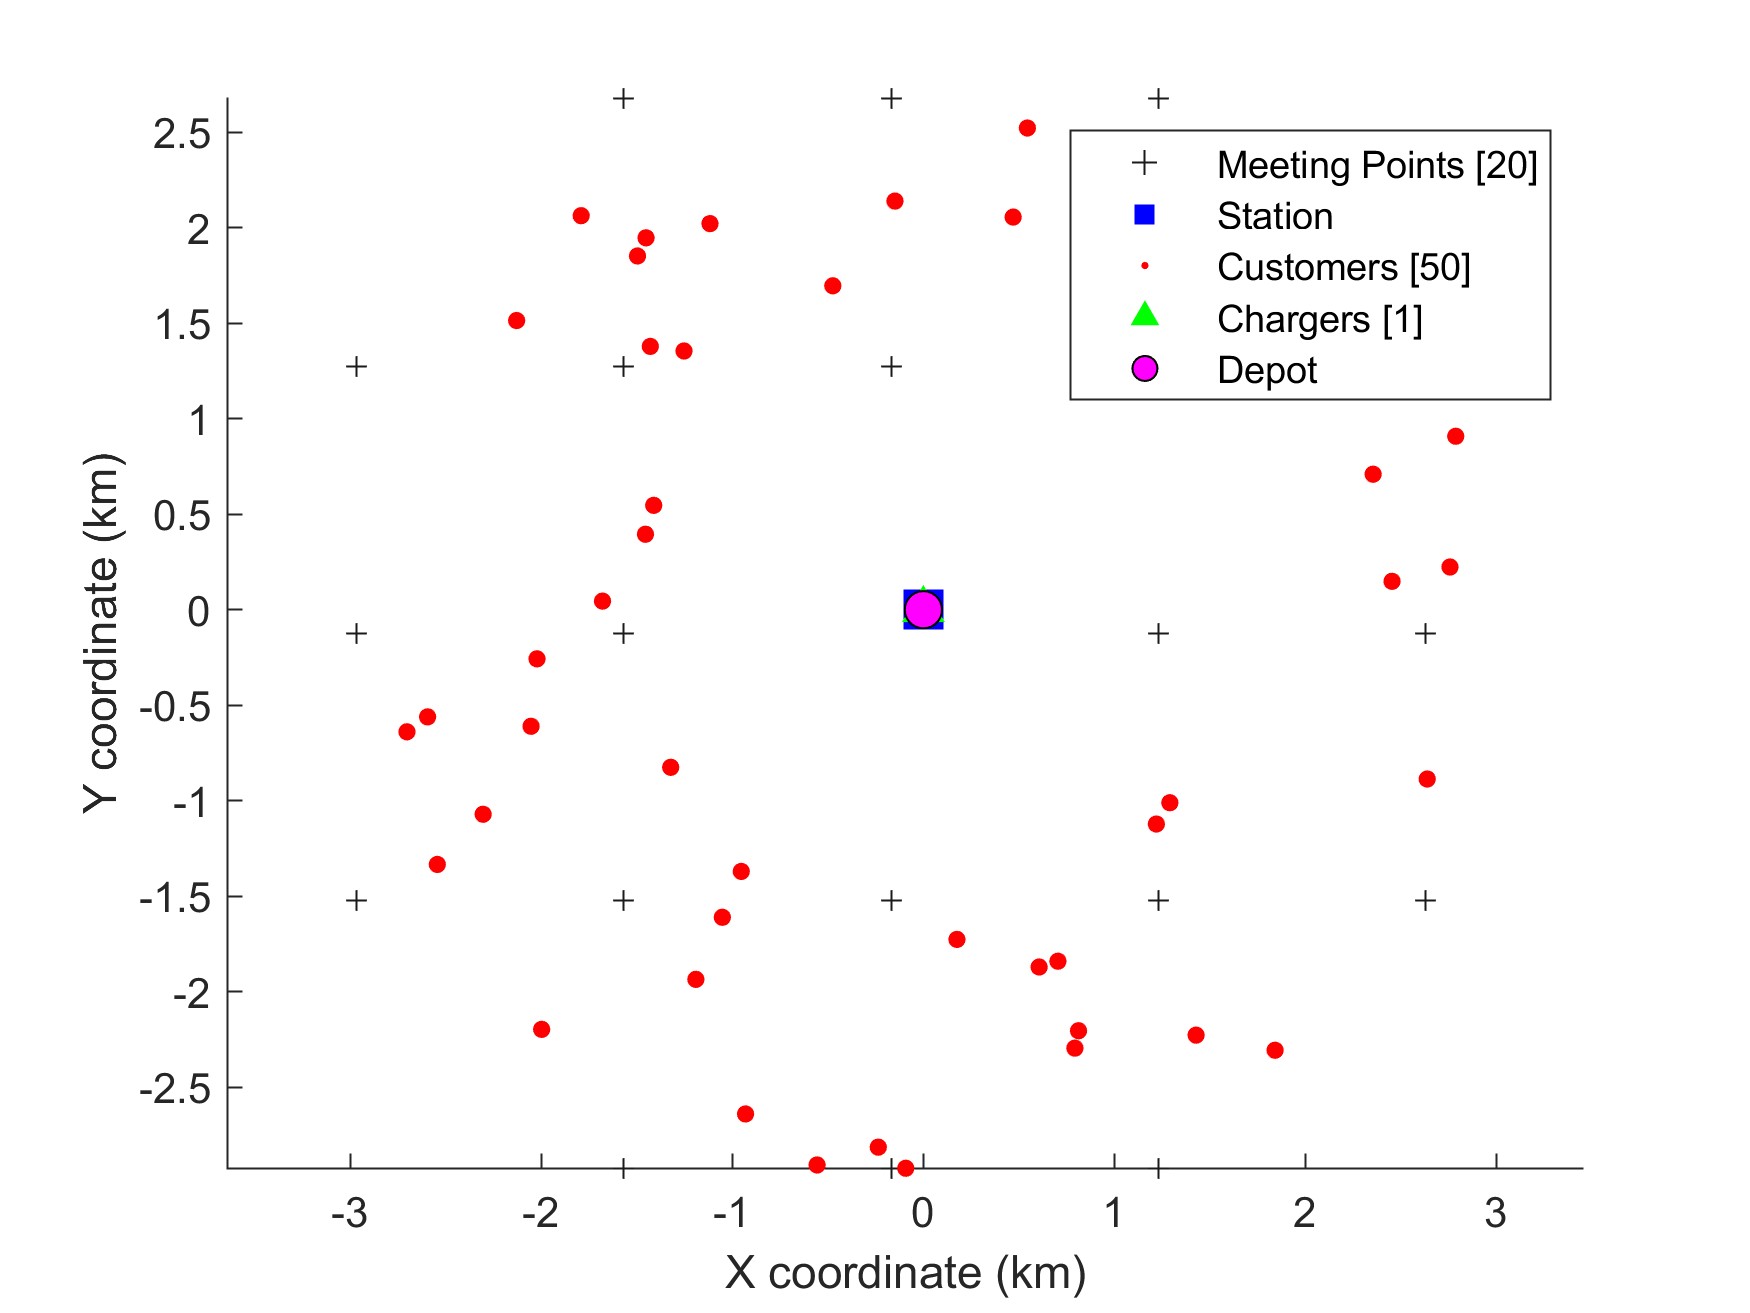 2.5
2
1.5
1
0.5
0
-0.5
-1
-1.5
-2
-2.5
Y coordinate (km)
Meeting Points [20]
Station
Customers [50]
Chargers [1]
Depot
-3 -2 -1 0 1 2 3
X coordinate (km)